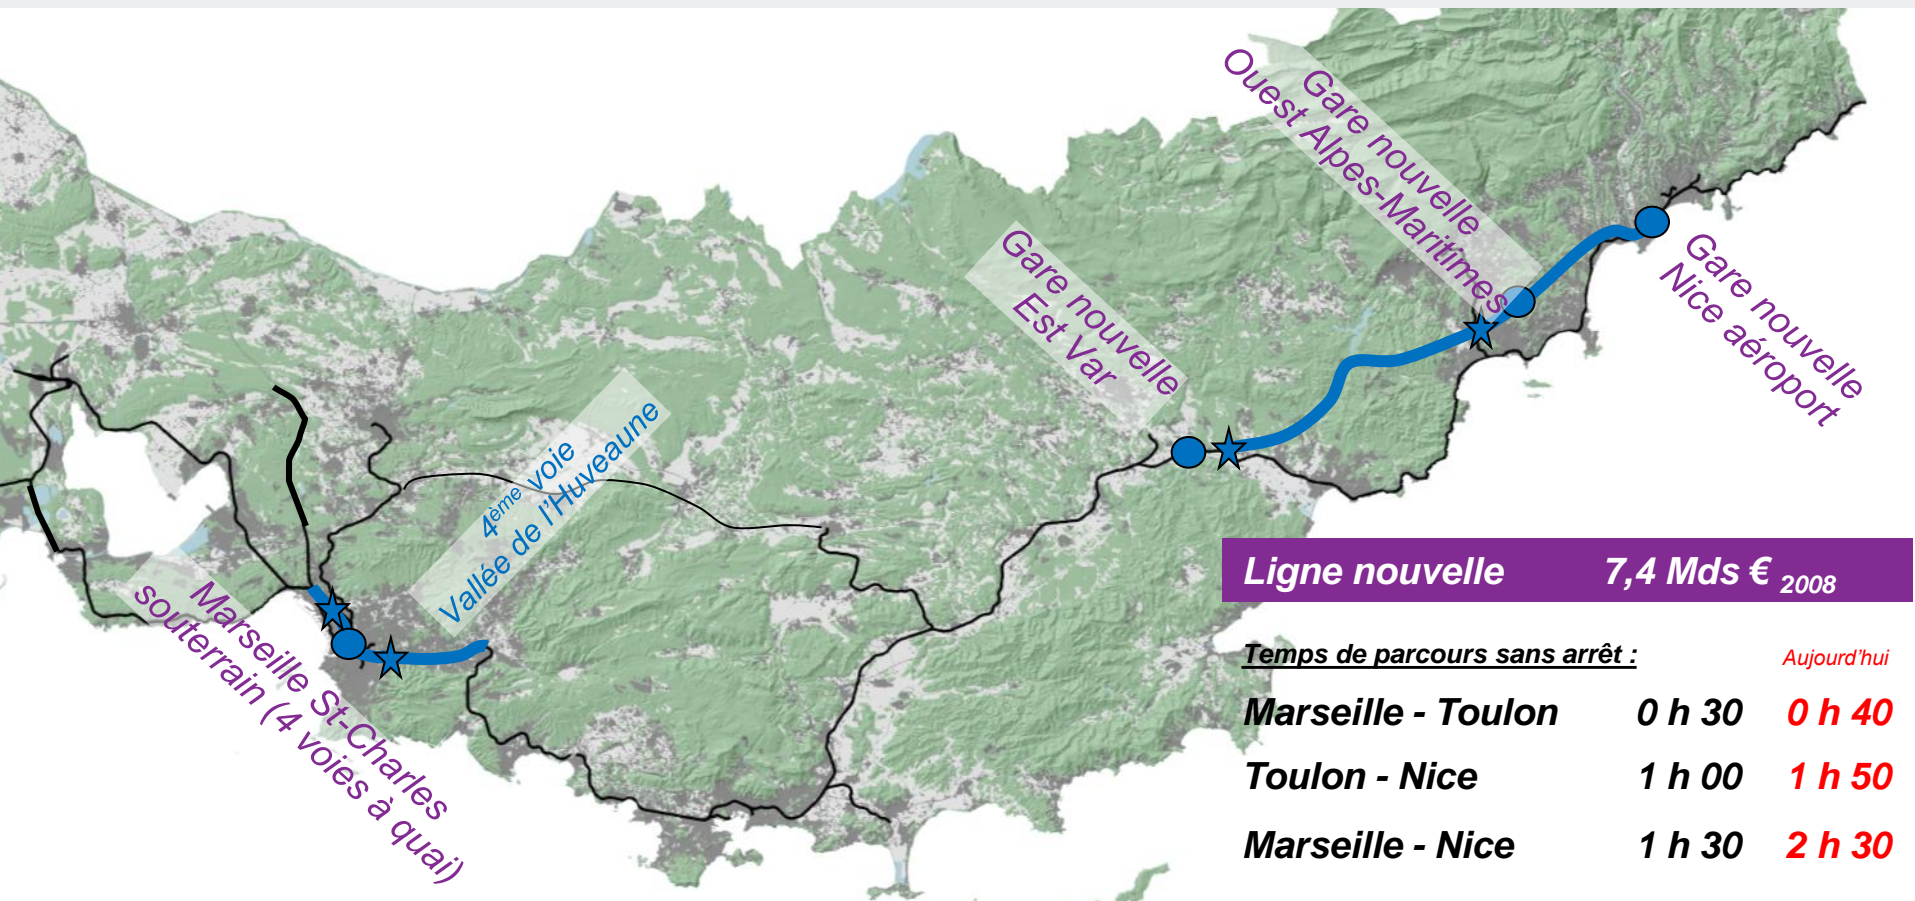 Gare nouvelle
Ouest Alpes-Maritimes
Gare nouvelle
Est Var
Gare nouvelle
Nice aéroport
4ème voie
Vallée de l'Huveaune
Marseille St-Charles
souterrain (4 voies à quai)
Ligne nouvelle 7,4 Mds € 2008
Temps de parcours sans arrêt : Aujourd'hui
Marseille - Toulon 0 h 30 0 h 40
Toulon - Nice 1 h 00 1 h 50
Marseille - Nice 1 h 30 2 h 30